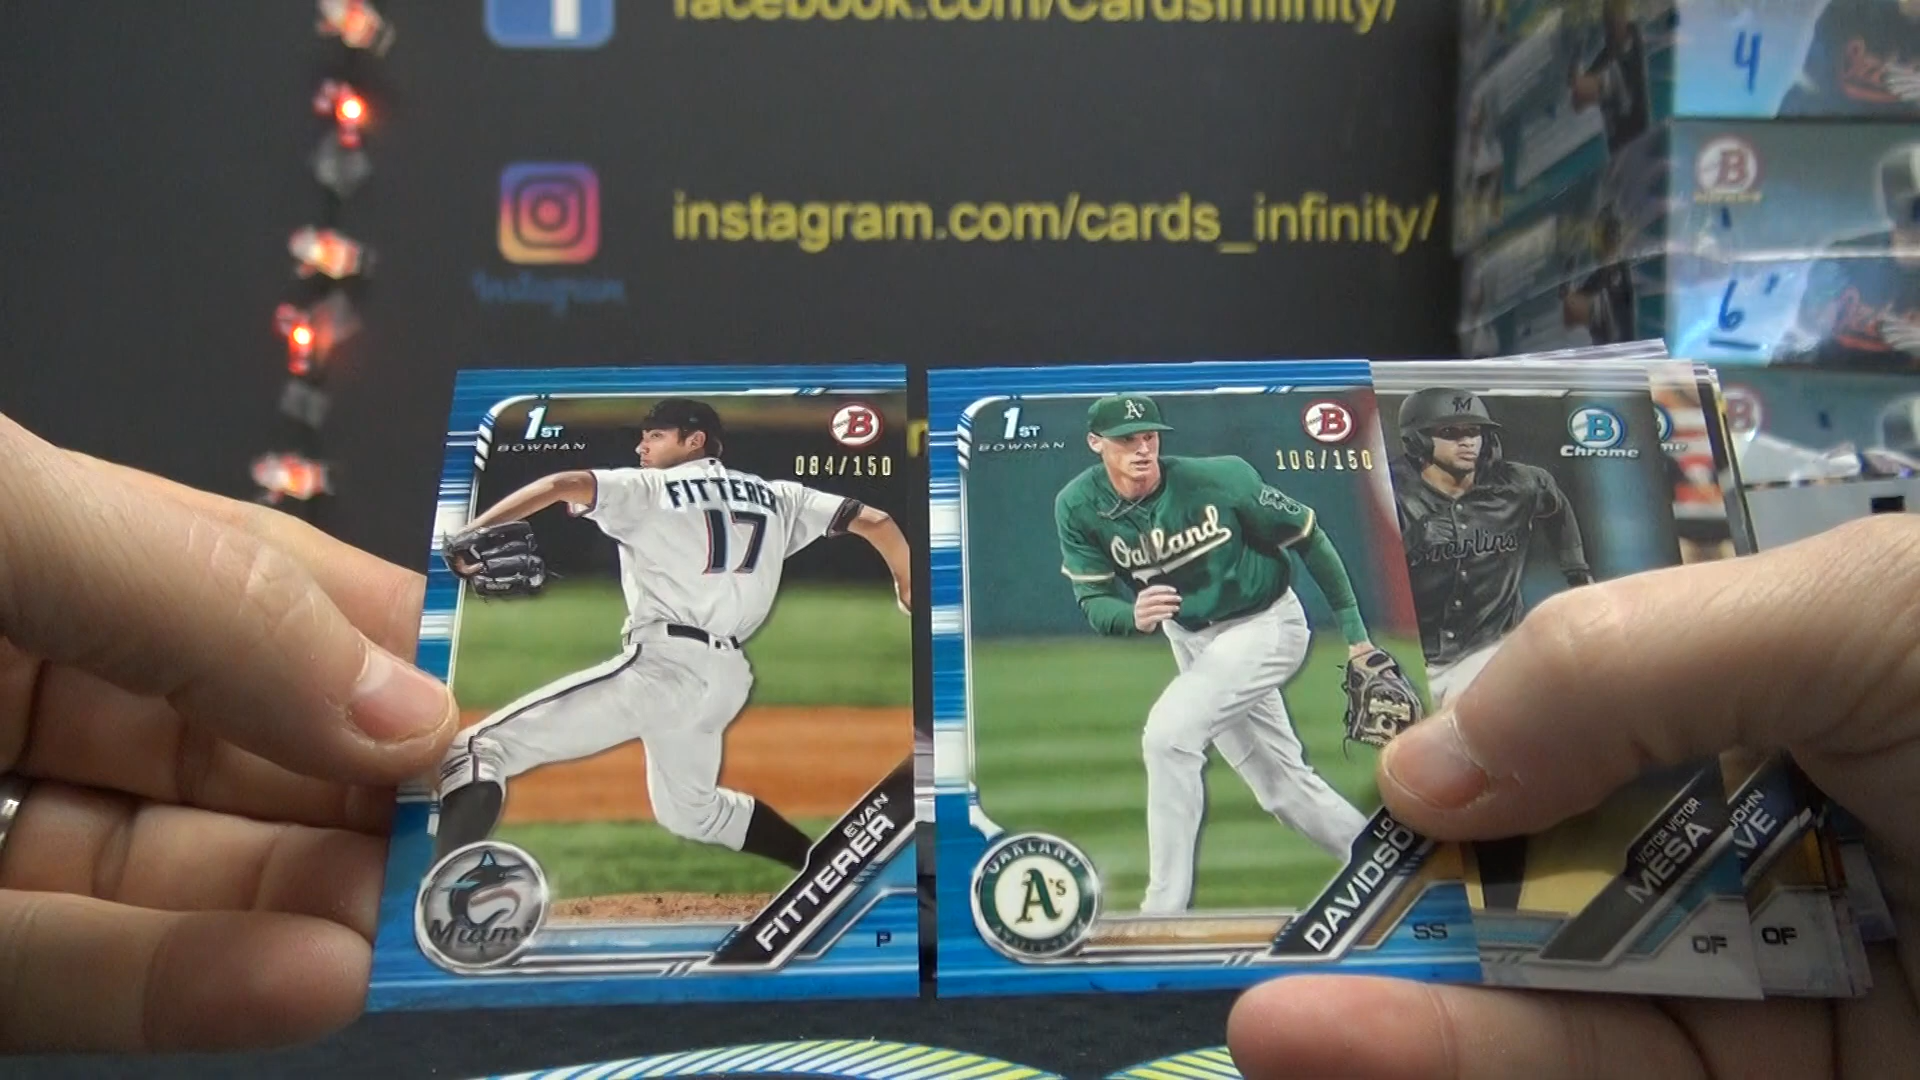 facebook.com/Cardsinfinity/
Instagram
instagram.com/cards_infinity/
4
B
6
1ST
BOWMAN
B
084/150
FITTERER
17
Miami
EVAN
FITTERER
P
1ST
BOWMAN
B
106/150
A's
Oakland
OAKLAND
A's
DAVIDSO
SS
M
Marlins
B
Chrome
VICTOR VICTOR
MESA
OF
JOHN
OF